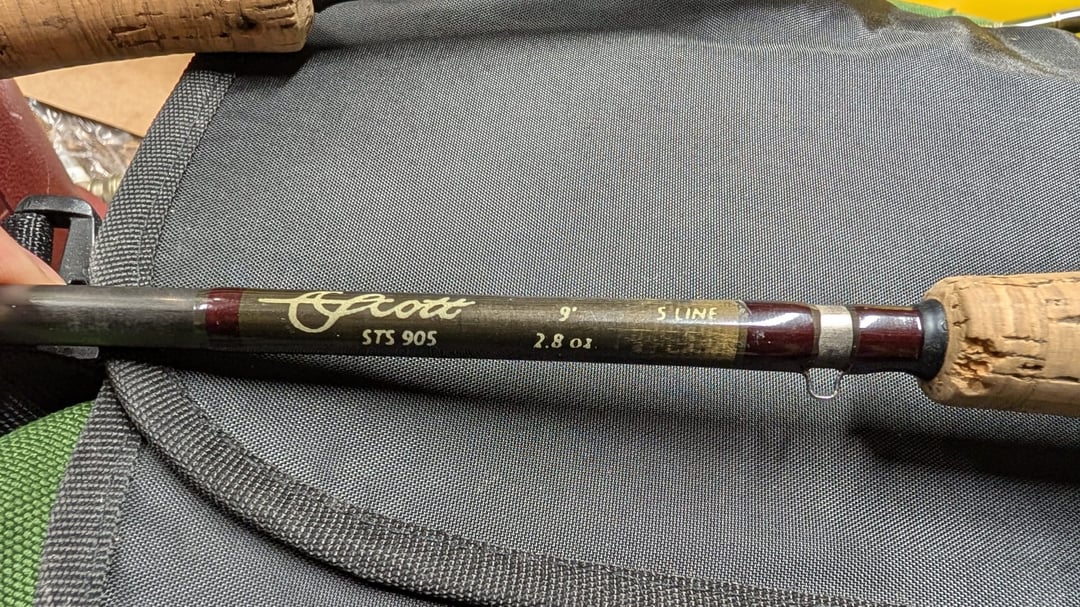 Scott 9' 5 LINE
STS 905 2.8 oz.